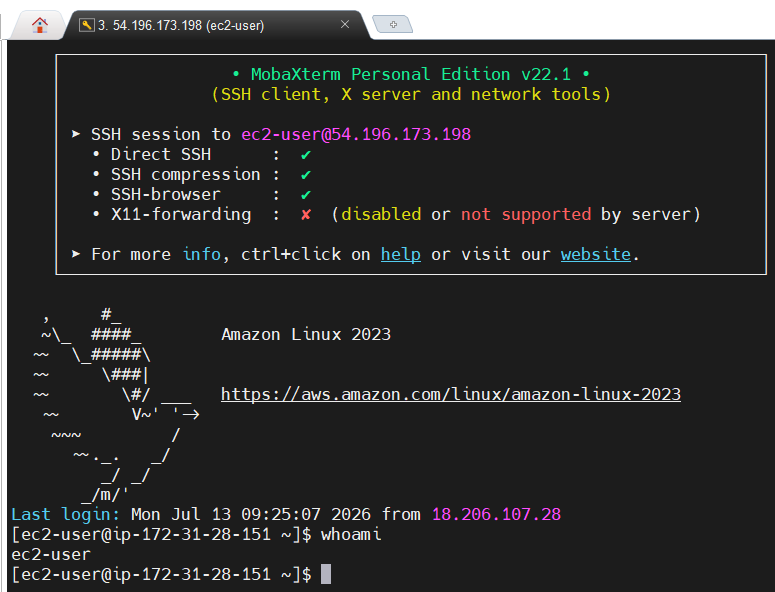 3. 54.196.173.198 (ec2-user)
• MobaXterm Personal Edition v22.1 •
(SSH client, X server and network tools)
➤ SSH session to ec2-user@54.196.173.198
• Direct SSH       :  ✔
• SSH compression :  ✔
• SSH-browser      :  ✔
• X11-forwarding  :  ✘  (disabled or not supported by server)
➤ For more info, ctrl+click on help or visit our website.
   ,     #_
   ~\_  ####_        Amazon Linux 2023
  ~~  \_#####\
  ~~     \###|
  ~~       \#/ ___   https://aws.amazon.com/linux/amazon-linux-2023
   ~~       V~' '->
    ~~~         /
      ~~._.   _/
         _/ _/
       _/m/'
Last login: Mon Jul 13 09:25:07 2026 from 18.206.107.28
[ec2-user@ip-172-31-28-151 ~]$ whoami
ec2-user
[ec2-user@ip-172-31-28-151 ~]$